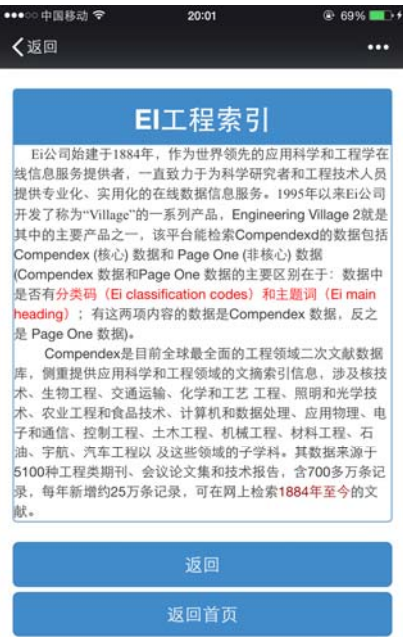 中国移动 20:01 69%
返回
EI工程索引
Ei公司始建于1884年，作为世界领先的应用科学和工程学在
线信息服务提供者，一直致力于为科学研究者和工程技术人员
提供专业化、实用化的在线数据信息服务。1995年以来Ei公司
开发了称为“Village”的一系列产品，Engineering Village 2就是
其中的主要产品之一，该平台能检索Compendexd的数据包括
Compendex (核心) 数据和 Page One (非核心) 数据
(Compendex 数据和Page One 数据的主要区别在于：数据中
是否有分类码（Ei classification codes）和主题词（Ei main
heading）；有这两项内容的数据是Compendex 数据，反之
是 Page One 数据)。
Compendex是目前全球最全面的工程领域二次文献数据
库，侧重提供应用科学和工程领域的文摘索引信息，涉及核技
术、生物工程、交通运输、化学和工艺 工程、照明和光学技
术、农业工程和食品技术、计算机和数据处理、应用物理、电
子和通信、控制工程、土木工程、机械工程、材料工程、石
油、宇航、汽车工程以 及这些领域的子学科。其数据来源于
5100种工程类期刊、会议论文集和技术报告，含700多万条记
录，每年新增约25万条记录，可在网上检索1884年至今的文
献。
返回
返回首页